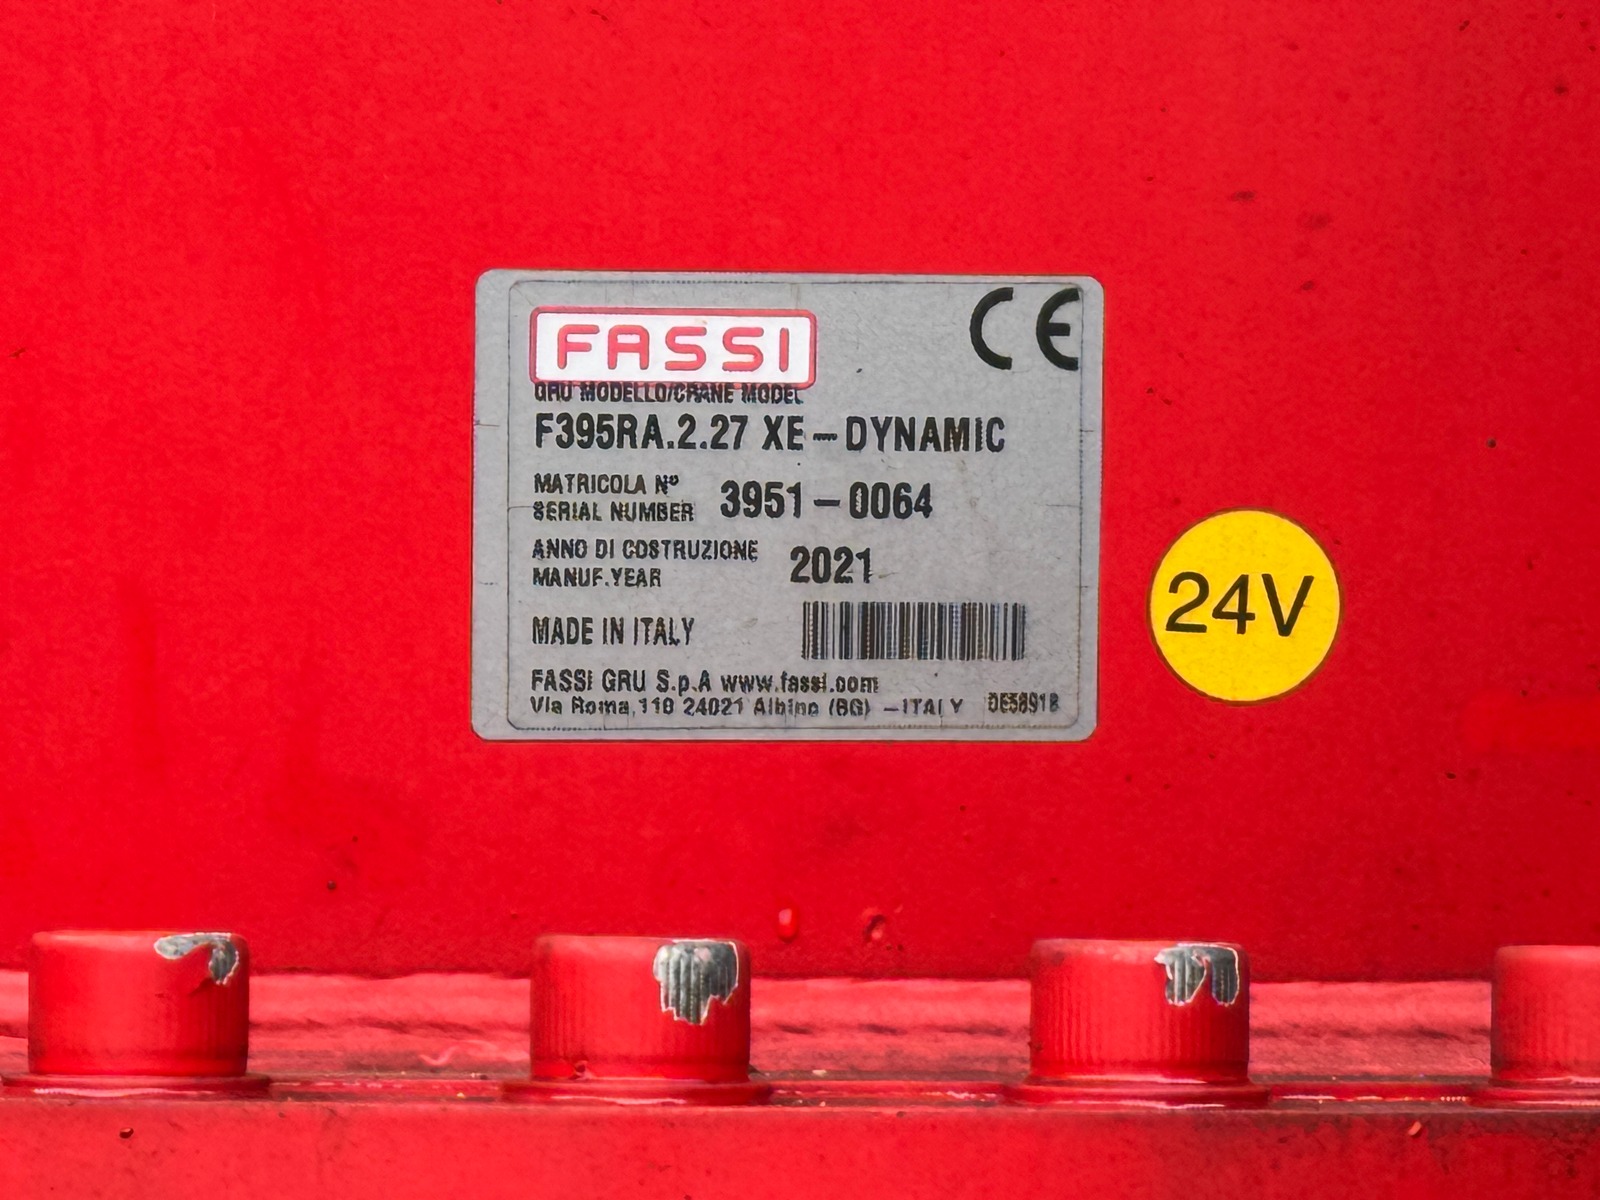 FASSI
CE
GRU MODELLO/CRANE MODEL
F395RA.2.27 XE - DYNAMIC
MATRICOLA N°
SERIAL NUMBER 3951-0064
ANNO DI COSTRUZIONE
MANUF.YEAR 2021
MADE IN ITALY
FASSI GRU S.p.A www.fassi.com
Via Roma,110 24021 Albino (BG) - ITALY
24V